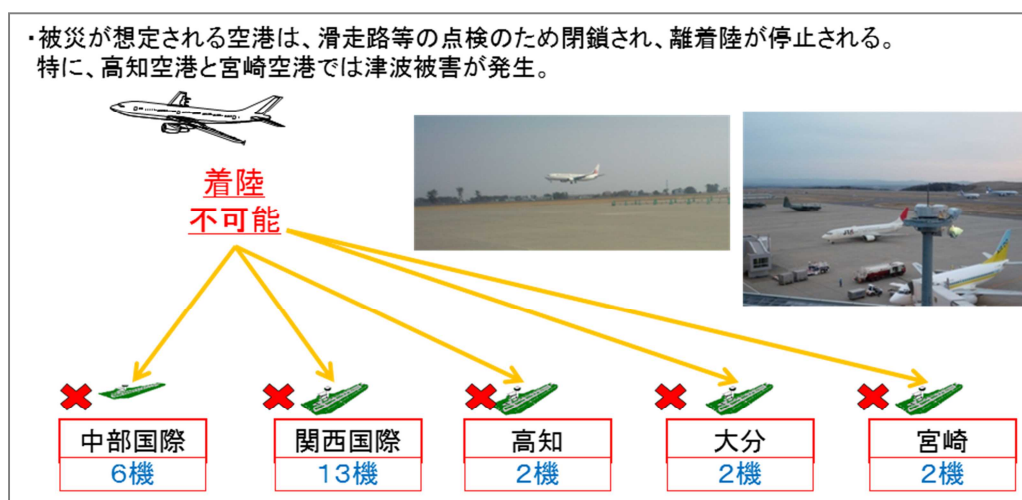 ・被災が想定される空港は、滑走路等の点検のため閉鎖され、離着陸が停止される。
特に、高知空港と宮崎空港では津波被害が発生。
着陸
不可能
中部国際
6機
関西国際
13機
高知
2機
大分
2機
宮崎
2機